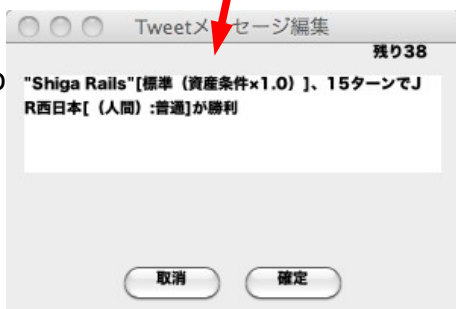 Tweetメッセージ編集
残り38
"Shiga Rails"[標準（資産条件×1.0）]、15ターンでJ
R西日本[（人間）:普通]が勝利
取消
確定